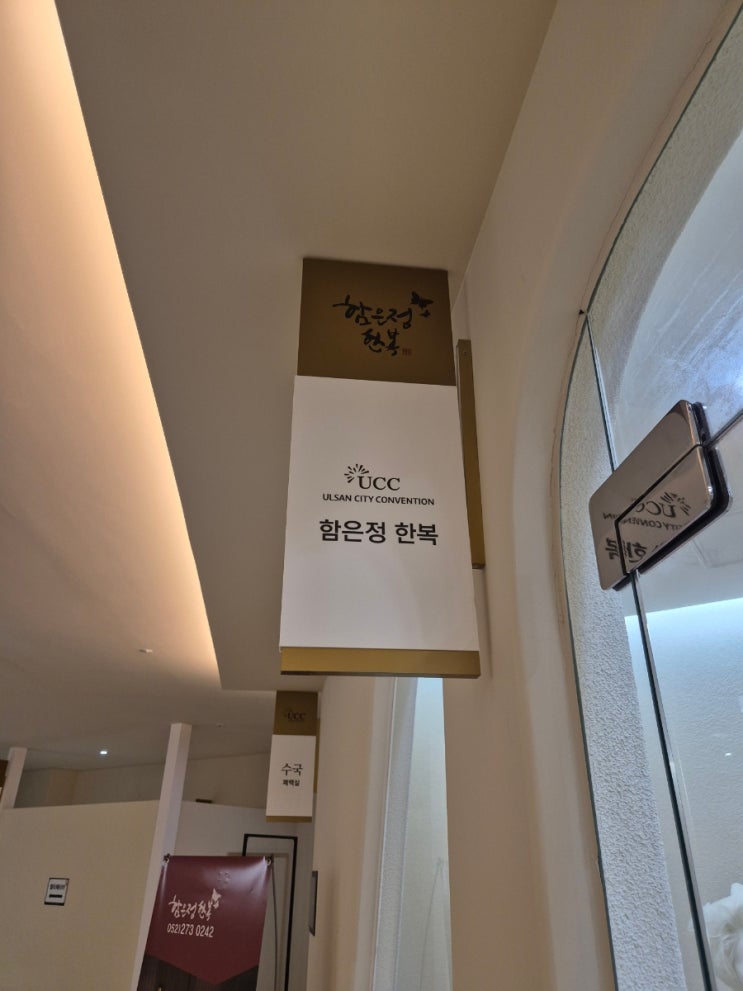 함은정
한복
UCC
ULSAN CITY CONVENTION
함은정 한복
UCC
수국
폐백실
함은정 한복
052)273 0242